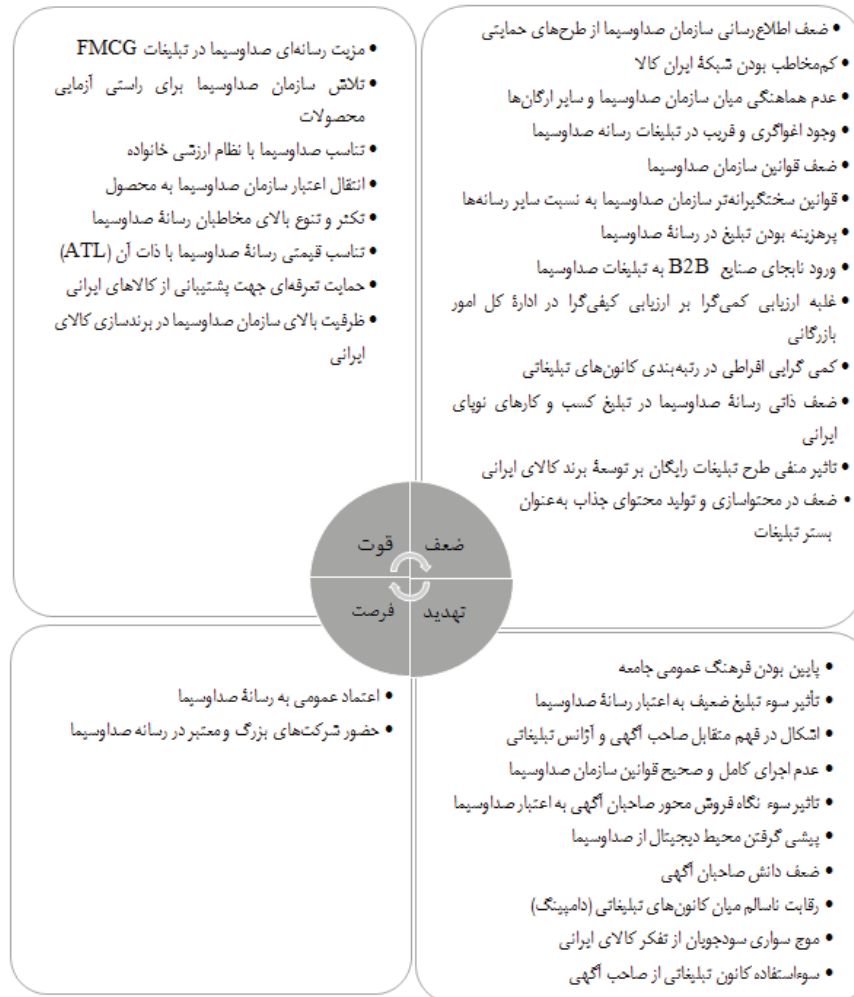 • ضعف اطلاع‌رسانی سازمان صداوسیما از طرح‌های حمایتی
• کم‌مخاطب بودن شبکهٔ ایران کالا
• عدم هماهنگی میان سازمان صداوسیما و سایر ارگان‌ها
• وجود اغواگری و فریب در تبلیغات رسانه صداوسیما
• ضعف قوانین سازمان صداوسیما
• قوانین سختگیرانه‌تر سازمان صداوسیما به نسبت سایر رسانه‌ها
• پرهزینه بودن تبلیغ در رسانهٔ صداوسیما
• ورود نابجای صنایع B2B به تبلیغات صداوسیما
• غلبه ارزیابی کمی‌گرا بر ارزیابی کیفی‌گرا در ادارهٔ کل امور
بازرگانی
• کمی گرایی افراطی در رتبه‌بندی کانون‌های تبلیغاتی
• ضعف ذاتی رسانهٔ صداوسیما در تبلیغ کسب و کارهای نوپای
ایرانی
• تاثیر منفی طرح تبلیغات رایگان بر توسعهٔ برند کالای ایرانی
• ضعف در محتواسازی و تولید محتوای جذاب به‌عنوان
بستر تبلیغات
• مزیت رسانه‌ای صداوسیما در تبلیغات FMCG
• تلاش سازمان صداوسیما برای راستی آزمایی
محصولات
• تناسب صداوسیما با نظام ارزشی خانواده
• انتقال اعتبار سازمان صداوسیما به محصول
• تکثر و تنوع بالای مخاطبان رسانهٔ صداوسیما
• تناسب قیمتی رسانهٔ صداوسیما با ذات آن (ATL)
• حمایت تعرفه‌ای جهت پشتیبانی از کالاهای ایرانی
• ظرفیت بالای سازمان صداوسیما در برندسازی کالای
ایرانی
ضعف
قوت
تهدید
فرصت
• پایین بودن فرهنگ عمومی جامعه
• تأثیر سوء تبلیغ ضعیف به اعتبار رسانهٔ صداوسیما
• اشکال در فهم متقابل صاحب آگهی و آژانس تبلیغاتی
• عدم اجرای کامل و صحیح قوانین سازمان صداوسیما
• تاثیر سوء نگاه فروش محور صاحبان آگهی به اعتبار صداوسیما
• پیشی گرفتن محیط دیجیتال از صداوسیما
• ضعف دانش صاحبان آگهی
• رقابت ناسالم میان کانون‌های تبلیغاتی (دامپینگ)
• موج سواری سودجویان از تفکر کالای ایرانی
• سوءاستفاده کانون تبلیغاتی از صاحب آگهی
• اعتماد عمومی به رسانهٔ صداوسیما
• حضور شرکت‌های بزرگ و معتبر در رسانه صداوسیما